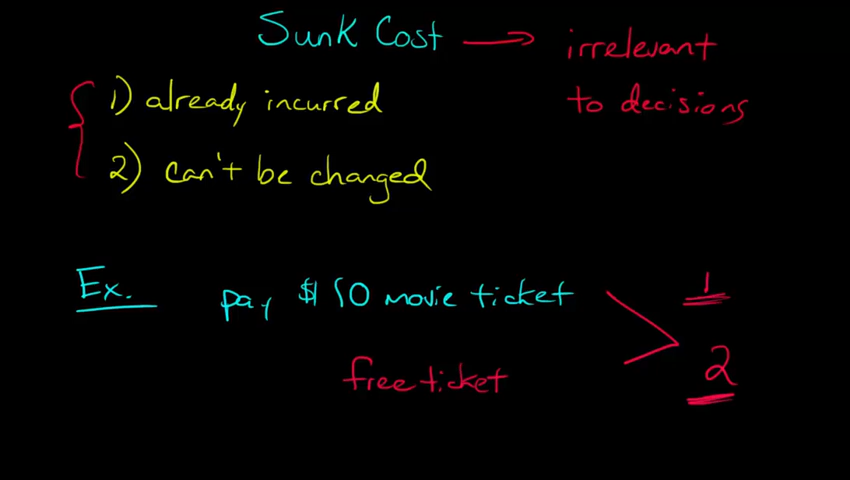 Sunk Cost → irrelevant
to decisions
1) already incurred
2) can't be changed
Ex. pay $10 movie ticket
1
free ticket
2